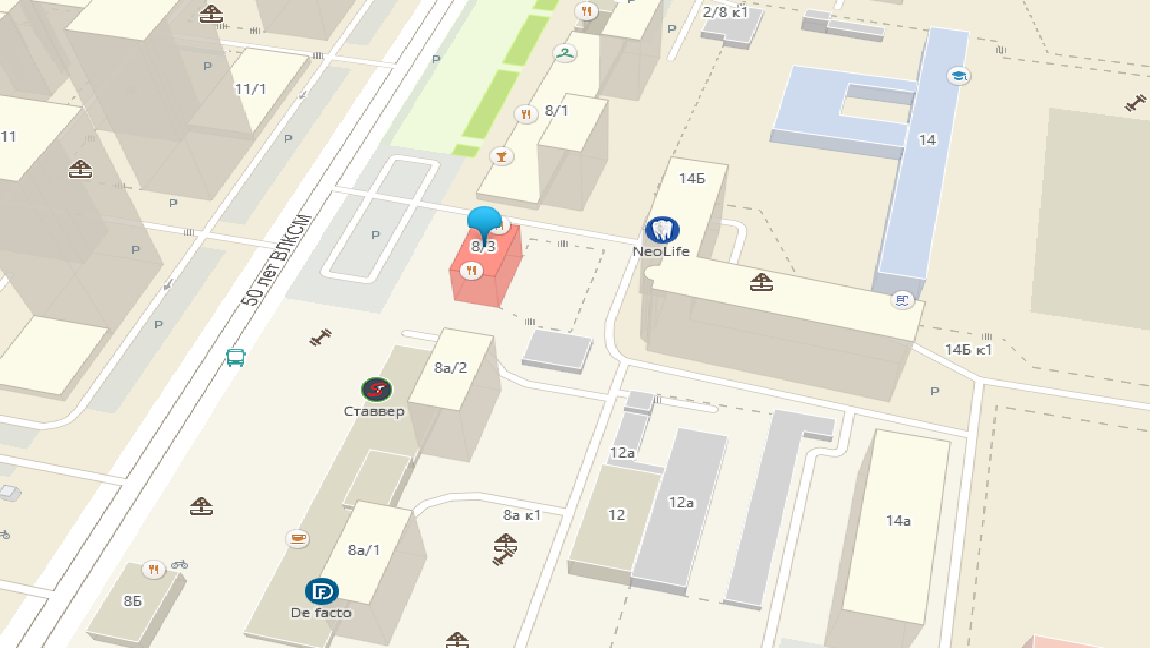 2/8 к1
P
P
P
P
11/1
8/1
11
P
14
14Б
P
P
P
8/3
NeoLife
50 лет ВЛКСМ
P
14Б к1
8а/2
P
Ставвер
12а
12
12а
8а к1
14а
8а/1
8Б
De facto